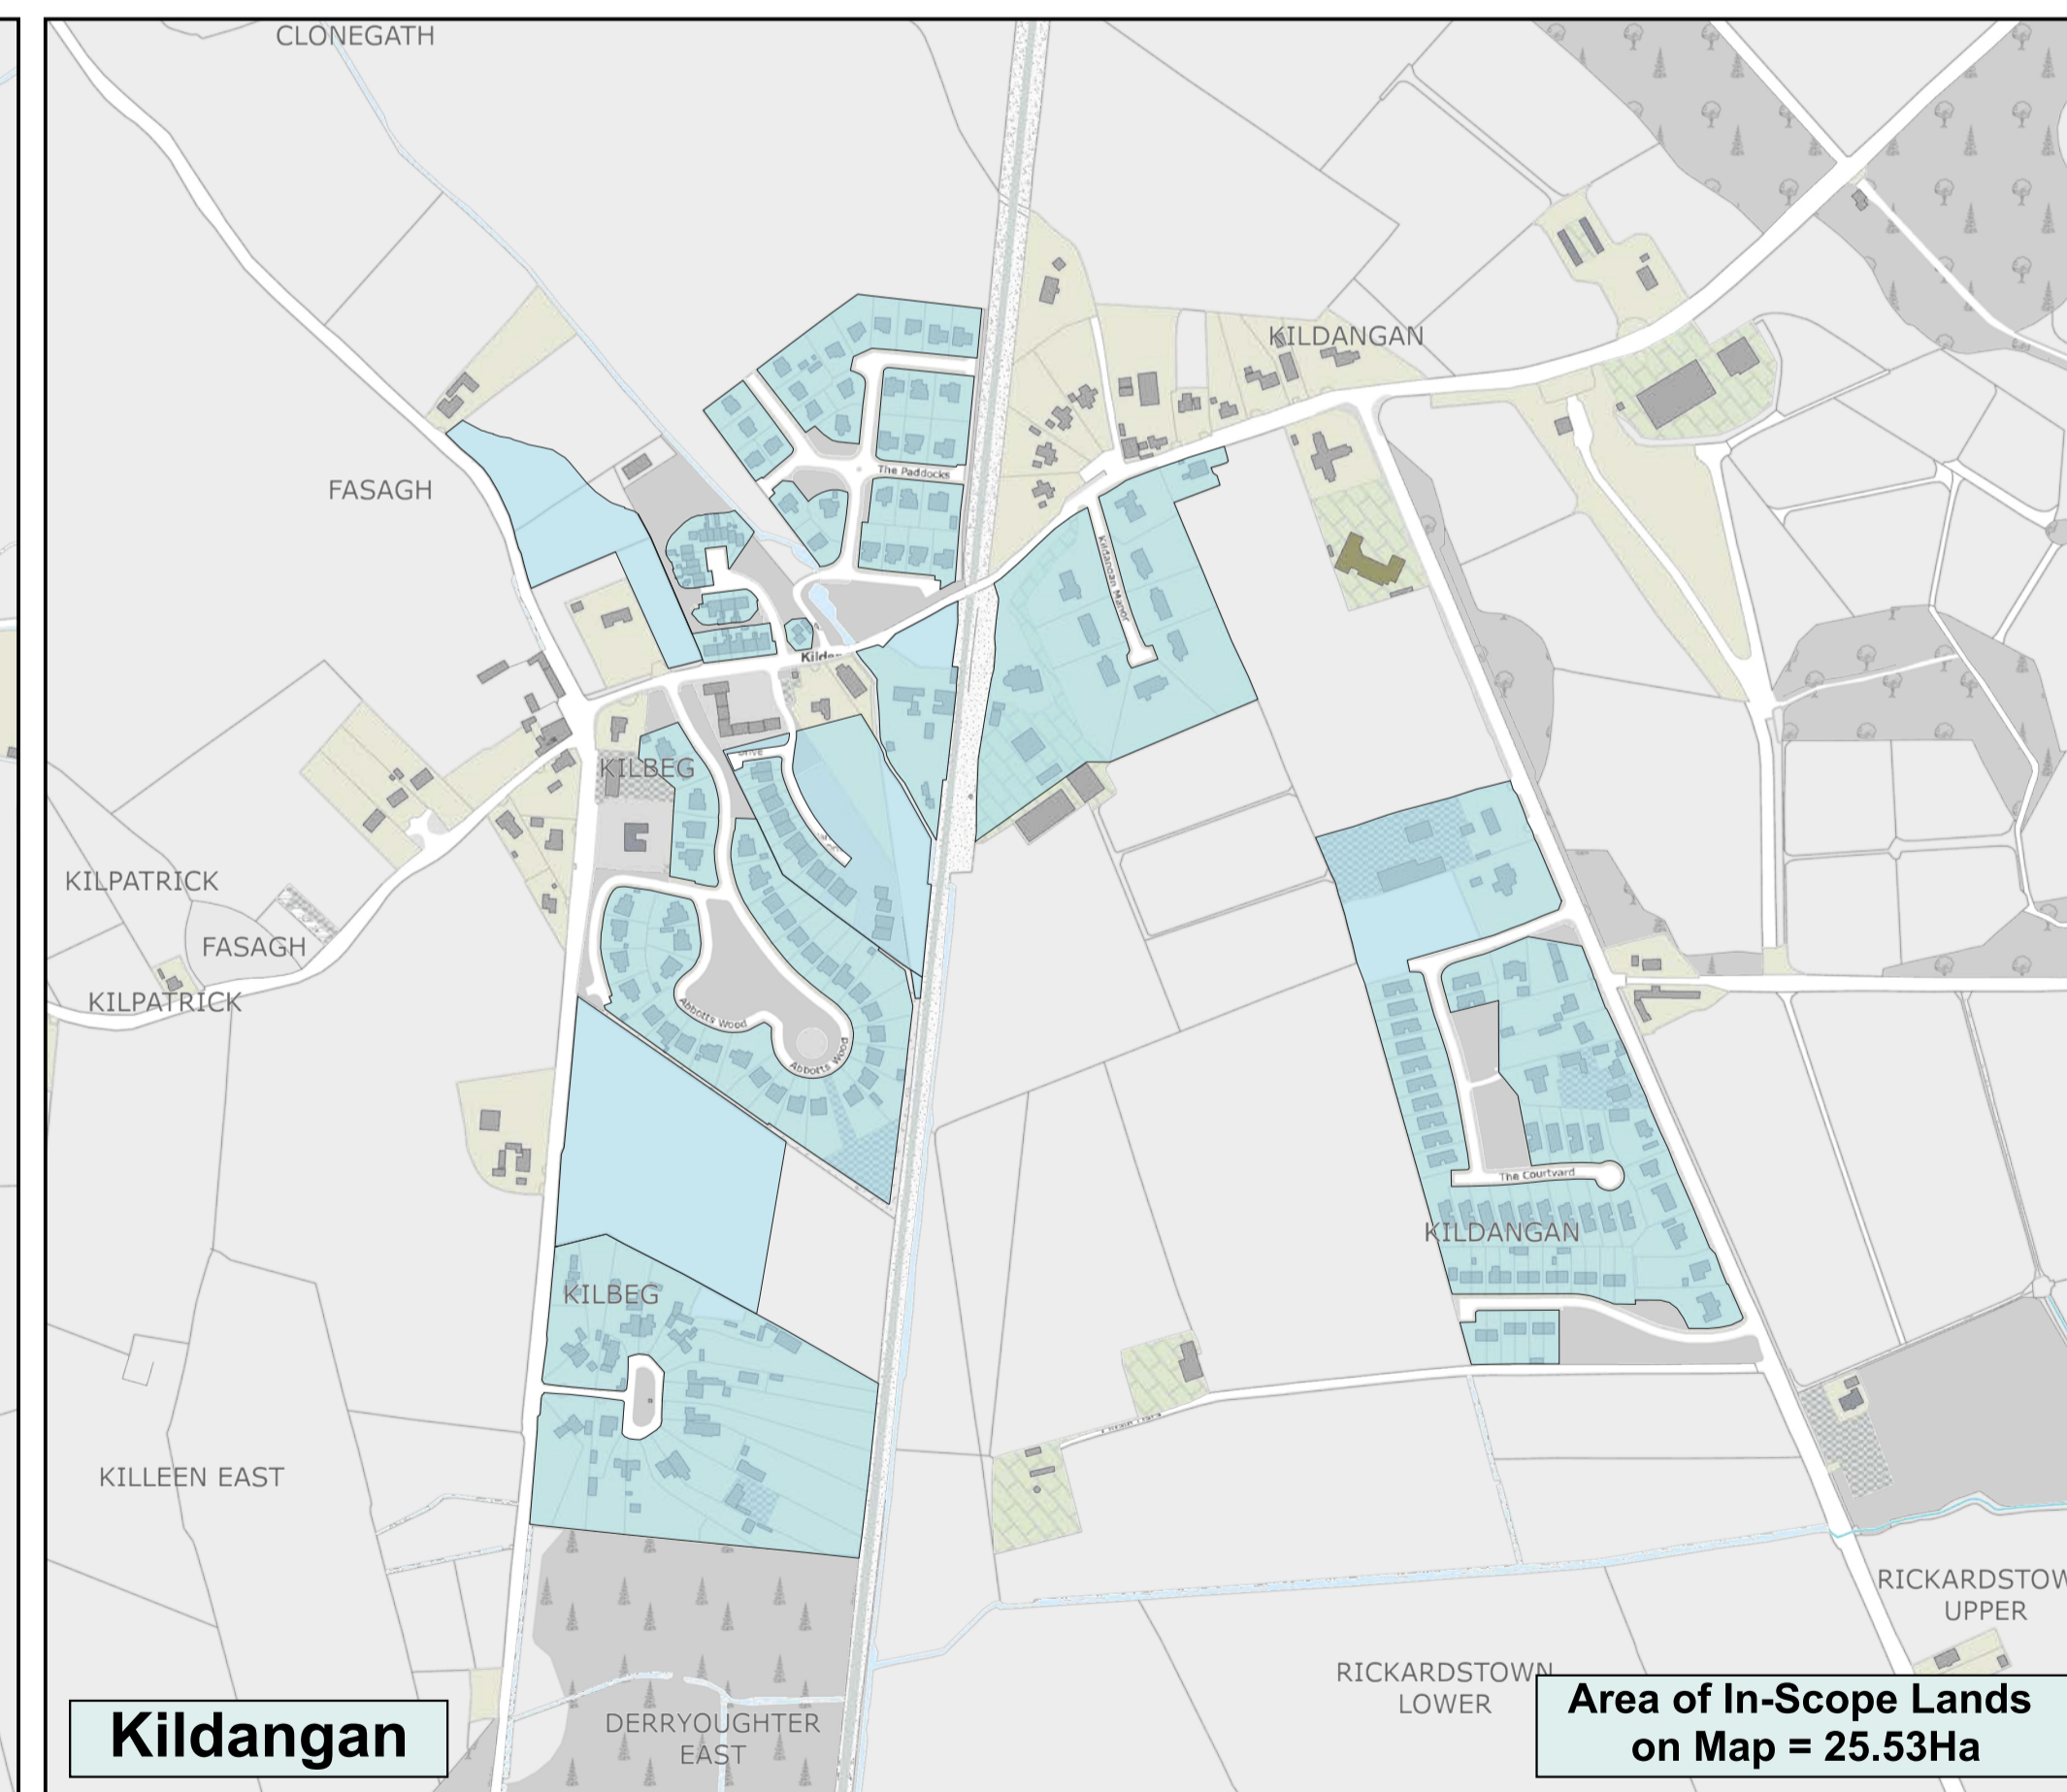 CLONEGATH
KILDANGAN
FASAGH
The Paddocks
Kildangan Manor
KILBEG
KILPATRICK
FASAGH
KILPATRICK
Abbotts Wood
Abbotts Wood
The Courtyard
KILDANGAN
KILBEG
KILLEEN EAST
RICKARDSTOW
UPPER
RICKARDSTOWN
LOWER
DERRYOUGHTER
EAST
Kildangan
Area of In-Scope Lands
on Map = 25.53Ha